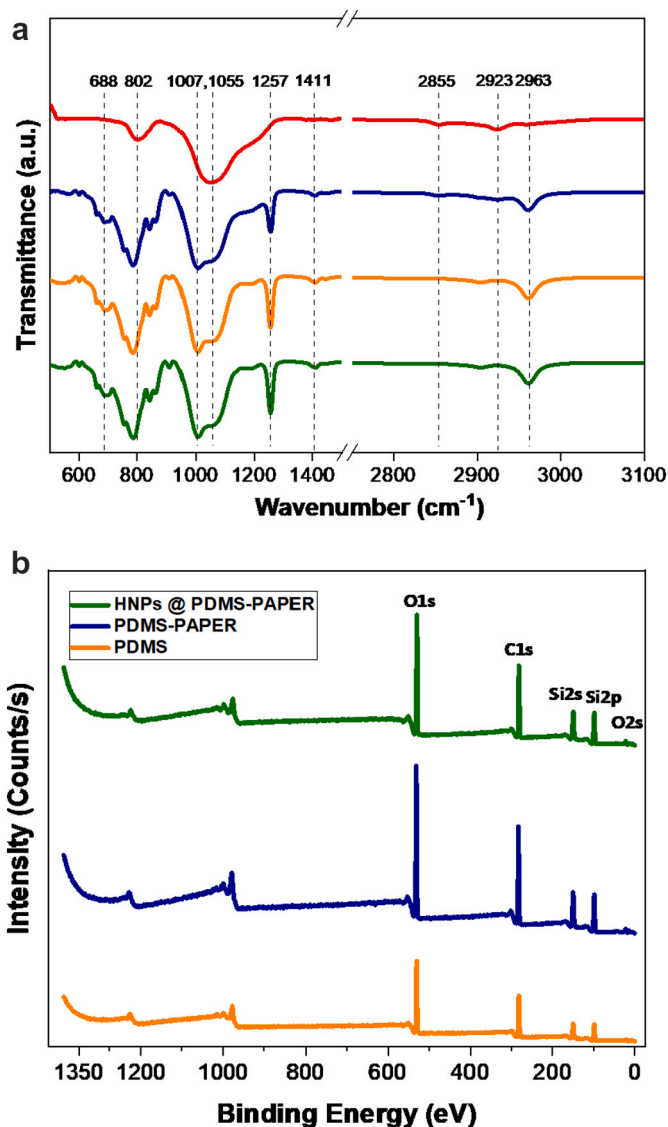 a
688 802 1007,1055 1257 1411 2855 2923 2963
Transmittance (a.u.)
600 800 1000 1200 1400 2800 2900 3000 3100
Wavenumber (cm⁻¹)
b
HNPs @ PDMS-PAPER
PDMS-PAPER
PDMS
O1s
C1s
Si2s Si2p
O2s
Intensity (Counts/s)
1350 1200 1000 800 600 400 200 0
Binding Energy (eV)